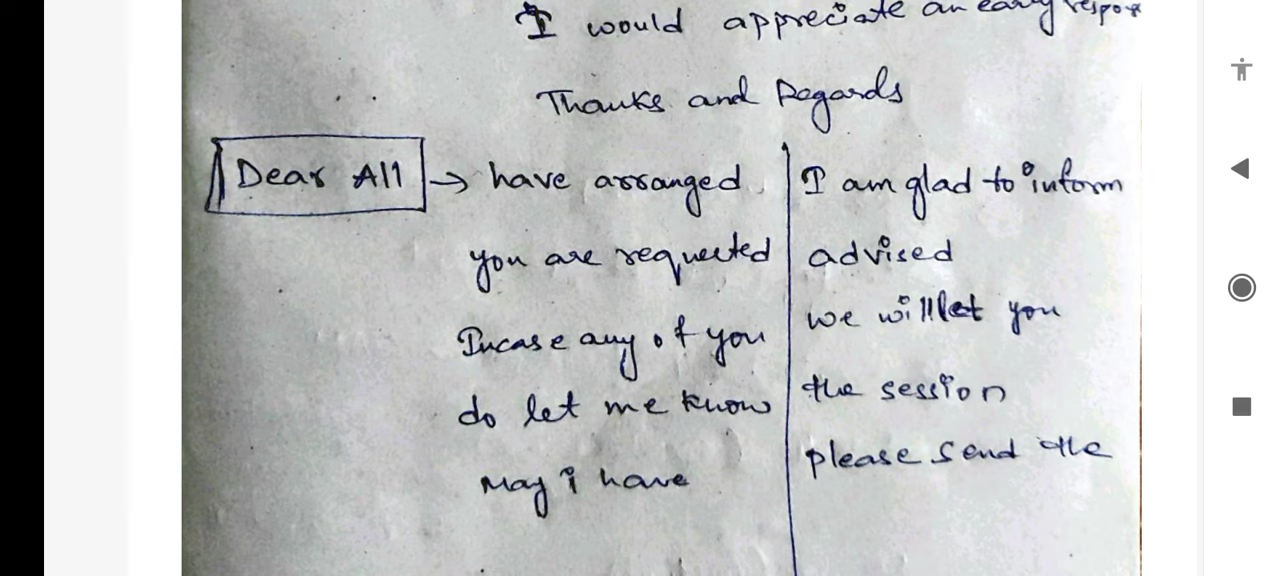 I would appreciate an early
Thanks and Regards
Dear All → have arranged
you are requested
Incase any of you
do let me know
May i have
I am glad to inform
advised
we will let you
the session
please send the